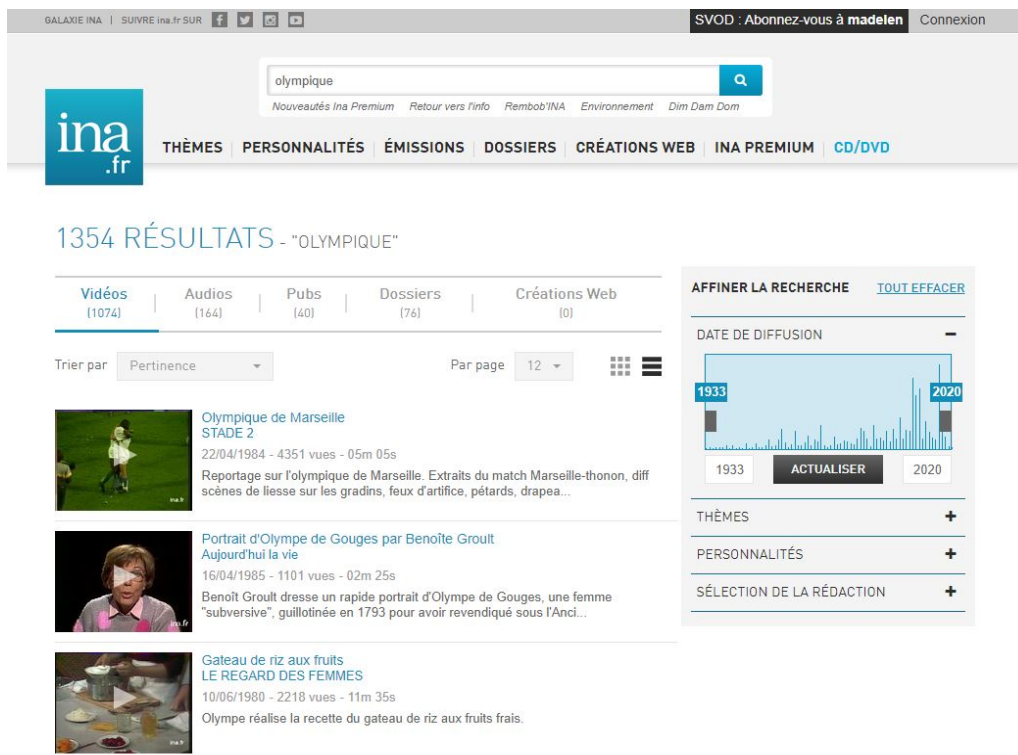 GALAXIE INA | SUIVRE ina.fr SUR
SVOD : Abonnez-vous à madelen Connexion
olympique
Nouveautés Ina Premium Retour vers l'info Rembob'INA Environnement Dim Dam Dom
ina
.fr
THÈMES | PERSONNALITÉS | ÉMISSIONS | DOSSIERS | CRÉATIONS WEB | INA PREMIUM | CD/DVD
1354 RÉSULTATS - "OLYMPIQUE"
Vidéos | Audios | Pubs | Dossiers | Créations Web
(1074) (164) (40) (76) (0)
Trier par Pertinence Par page 12
Olympique de Marseille
STADE 2
22/04/1984 - 4351 vues - 05m 05s
Reportage sur l'olympique de Marseille. Extraits du match Marseille-thonon, diff
scènes de liesse sur les gradins, feux d'artifice, pétards, drapea...
ina.fr
Portrait d'Olympe de Gouges par Benoîte Groult
Aujourd'hui la vie
16/04/1985 - 1101 vues - 02m 25s
Benoît Groult dresse un rapide portrait d'Olympe de Gouges, une femme
"subversive", guillotinée en 1793 pour avoir revendiqué sous l'Anci...
ina.fr
Gateau de riz aux fruits
LE REGARD DES FEMMES
10/06/1980 - 2218 vues - 11m 35s
Olympe réalise la recette du gateau de riz aux fruits frais.
ina.fr
AFFINER LA RECHERCHE TOUT EFFACER
DATE DE DIFFUSION
1933 2020
1933 ACTUALISER 2020
THÈMES
PERSONNALITÉS
SÉLECTION DE LA RÉDACTION